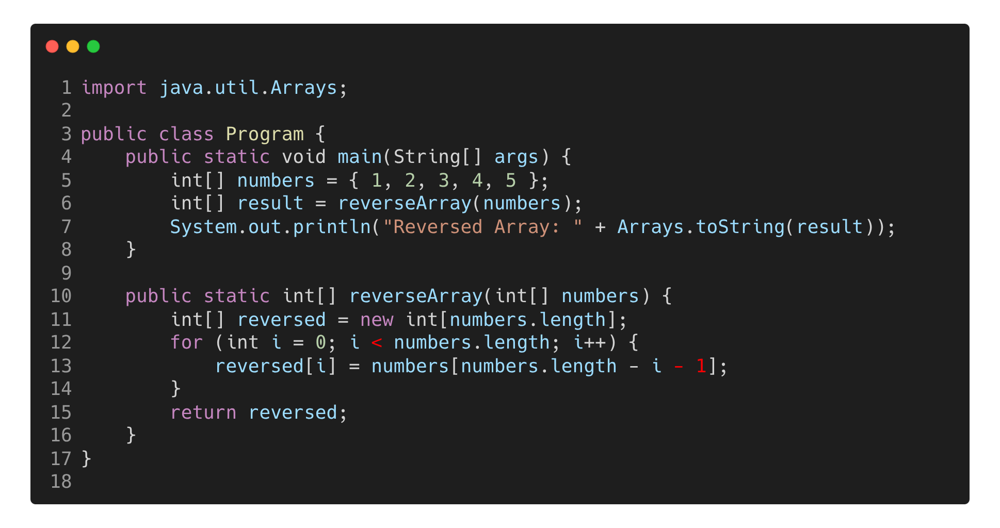 1 import java.util.Arrays;
2
3 public class Program {
4     public static void main(String[] args) {
5         int[] numbers = { 1, 2, 3, 4, 5 };
6         int[] result = reverseArray(numbers);
7         System.out.println("Reversed Array: " + Arrays.toString(result));
8     }
9
10     public static int[] reverseArray(int[] numbers) {
11         int[] reversed = new int[numbers.length];
12         for (int i = 0; i < numbers.length; i++) {
13             reversed[i] = numbers[numbers.length - i - 1];
14         }
15         return reversed;
16     }
17 }
18